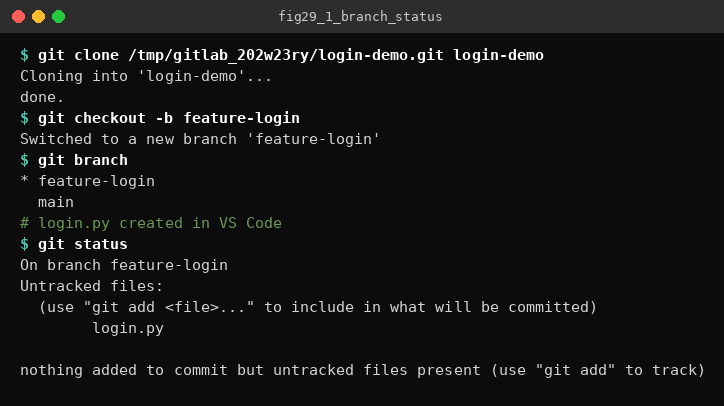 fig29_1_branch_status
$ git clone /tmp/gitlab_202w23ry/login-demo.git login-demo
Cloning into 'login-demo'...
done.
$ git checkout -b feature-login
Switched to a new branch 'feature-login'
$ git branch
* feature-login
  main
# login.py created in VS Code
$ git status
On branch feature-login
Untracked files:
  (use "git add <file>..." to include in what will be committed)
        login.py
nothing added to commit but untracked files present (use "git add" to track)